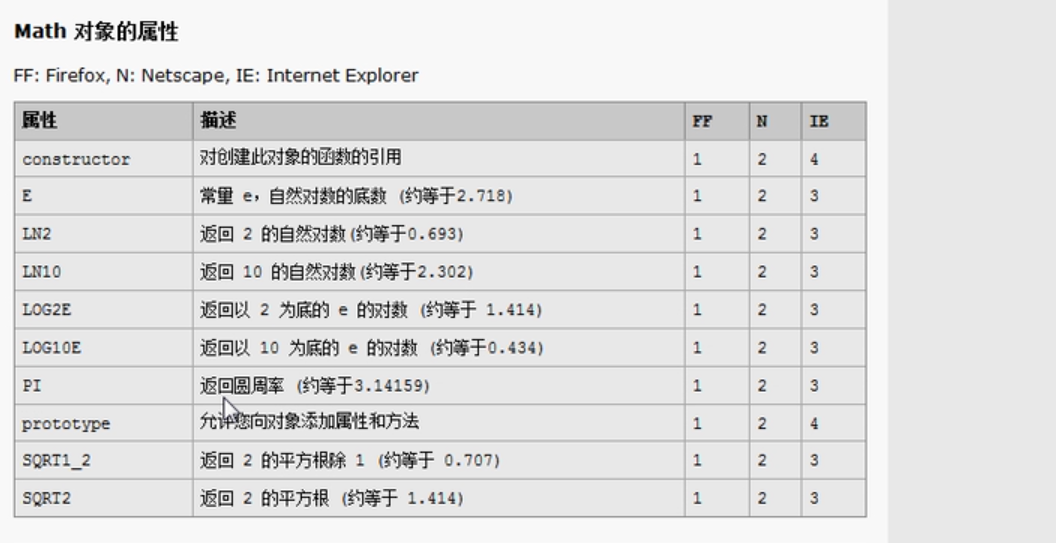 Math 对象的属性
FF: Firefox, N: Netscape, IE: Internet Explorer
属性 描述 FF N IE
constructor 对创建此对象的函数的引用 1 2 4
E 常量 e，自然对数的底数 (约等于2.718) 1 2 3
LN2 返回 2 的自然对数(约等于0.693) 1 2 3
LN10 返回 10 的自然对数(约等于2.302) 1 2 3
LOG2E 返回以 2 为底的 e 的对数 (约等于 1.414) 1 2 3
LOG10E 返回以 10 为底的 e 的对数 (约等于0.434) 1 2 3
PI 返回圆周率 (约等于3.14159) 1 2 3
prototype 允许您向对象添加属性和方法 1 2 4
SQRT1_2 返回 2 的平方根除 1 (约等于 0.707) 1 2 3
SQRT2 返回 2 的平方根 (约等于 1.414) 1 2 3